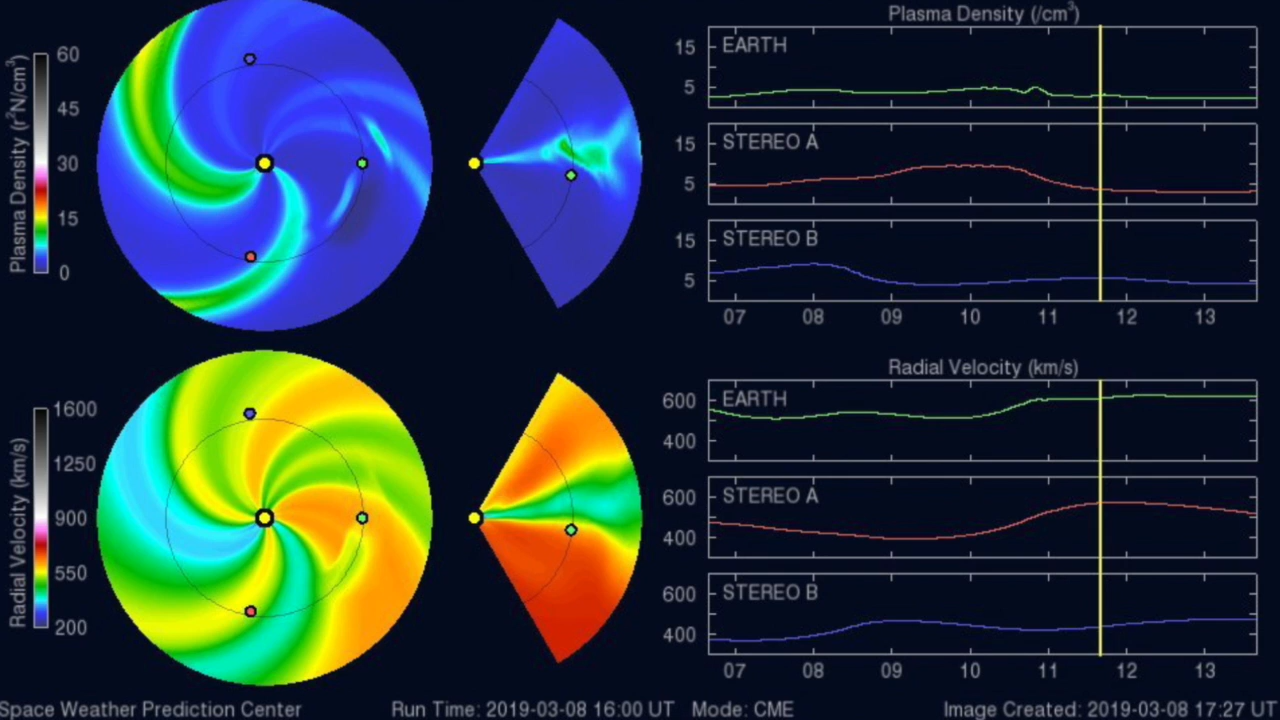 Plasma Density (r²N/cm³)
60
45
30
15
0
Plasma Density (/cm³)
15
5
EARTH
15
5
STEREO A
15
5
STEREO B
07 08 09 10 11 12 13
Radial Velocity (km/s)
1600
1250
900
550
200
Radial Velocity (km/s)
600
400
EARTH
600
400
STEREO A
600
400
STEREO B
07 08 09 10 11 12 13
Space Weather Prediction Center Run Time: 2019-03-08 16:00 UT Mode: CME Image Created: 2019-03-08 17:27 UT